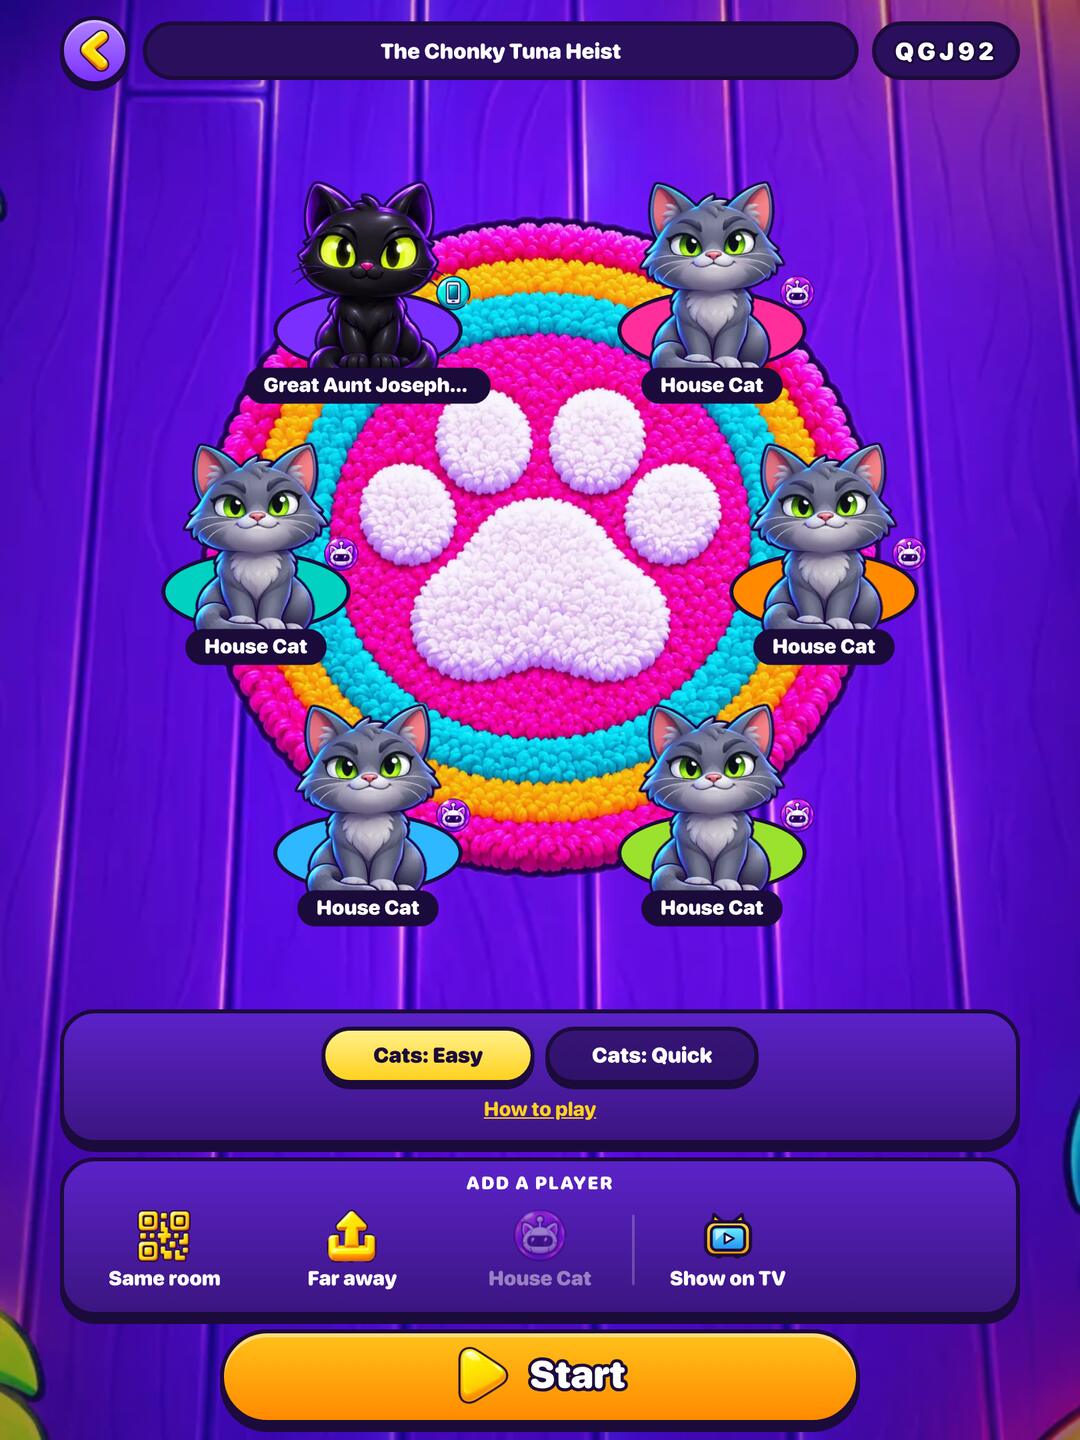 The Chonky Tuna Heist
QGJ92
Great Aunt Joseph...
House Cat
House Cat
House Cat
House Cat
House Cat
Cats: Easy
Cats: Quick
How to play
ADD A PLAYER
Same room
Far away
House Cat
Show on TV
Start